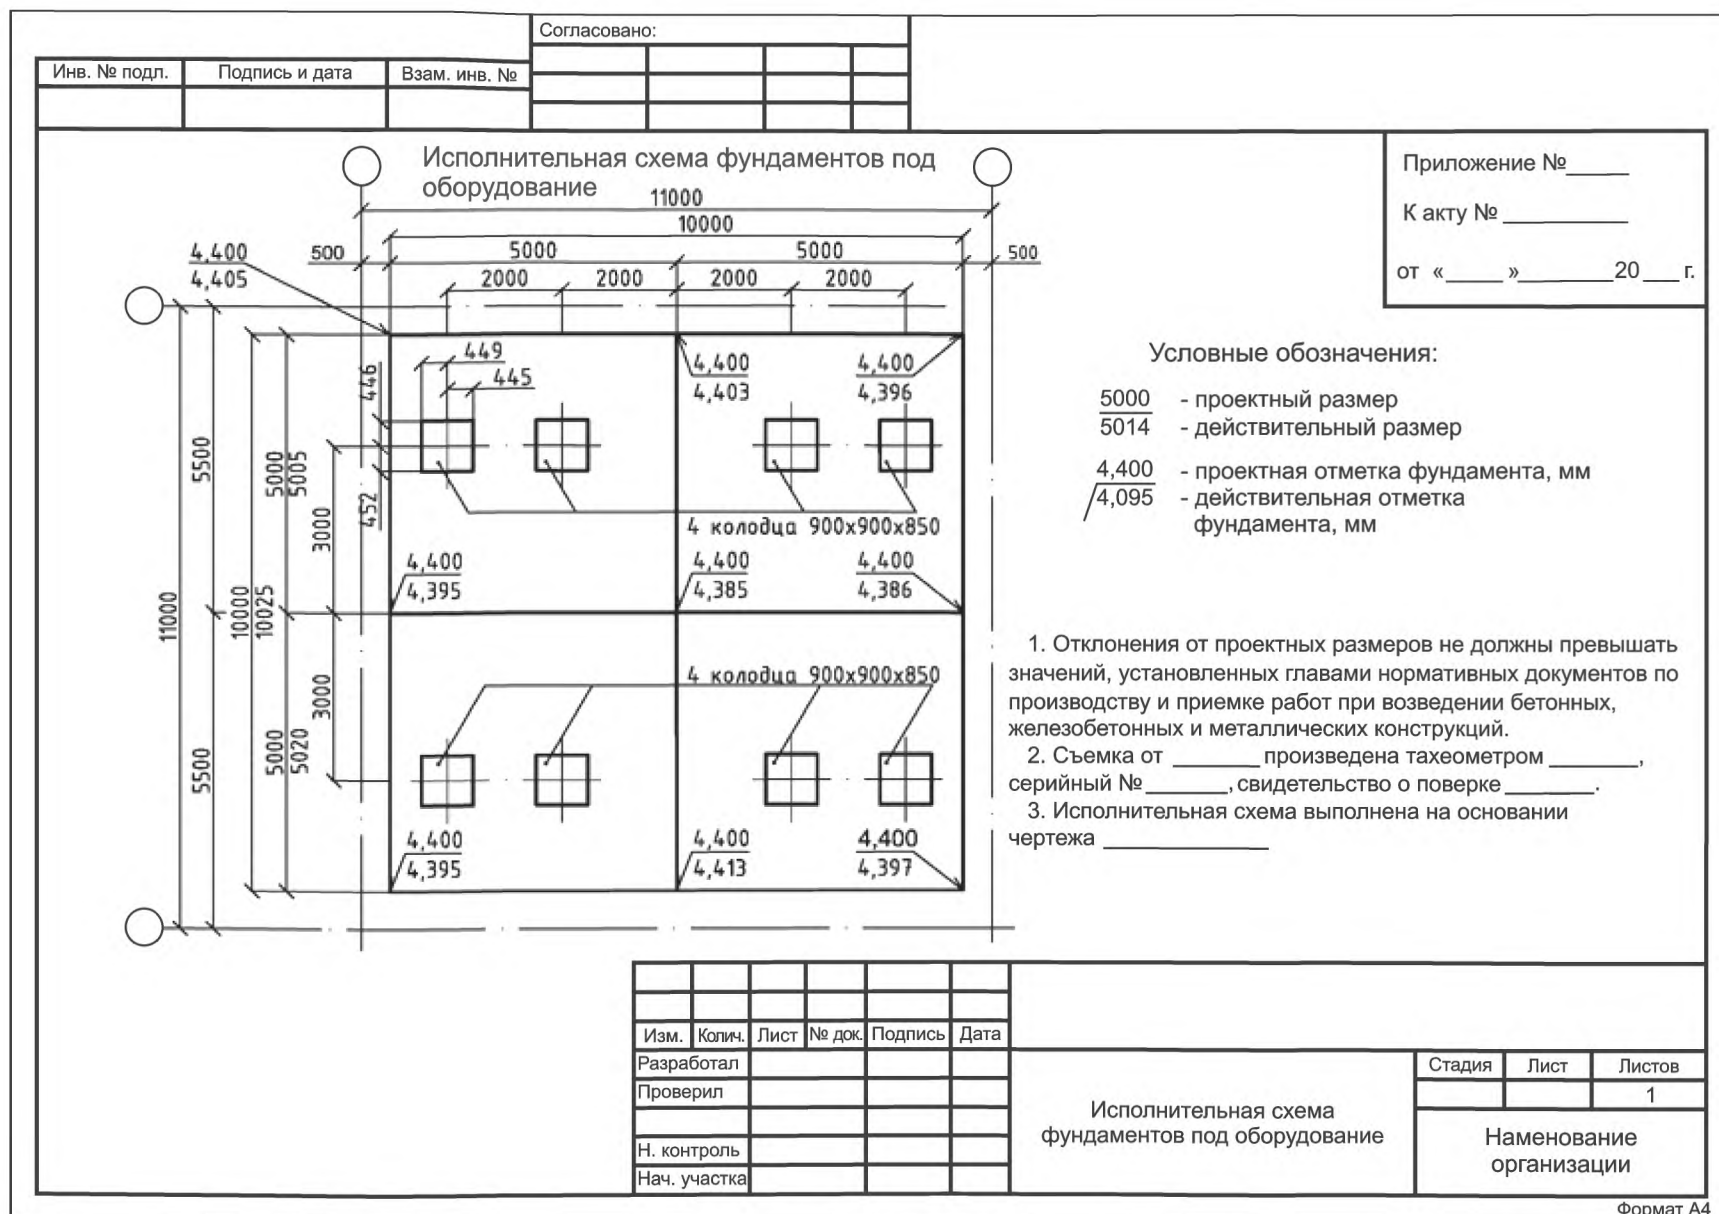 Согласовано:
Инв. № подл.
Подпись и дата
Взам. инв. №
Исполнительная схема фундаментов под
оборудование
Приложение №_____
К акту № __________
от «_____ »________20___г.
11000
10000
500
5000
5000
500
2000
2000
2000
2000
4,400
4,405
449
445
446
452
4,400
4,403
4,400
4,396
5500
5000
5005
3000
4 колодца 900х900х850
4,400
4,395
4,400
4,385
4,400
4,386
11000
10000
10025
4 колодца 900х900х850
3000
5000
5020
5500
4,400
4,395
4,400
4,413
4,400
4,397
Условные обозначения:
5000 - проектный размер
5014 - действительный размер
4,400 - проектная отметка фундамента, мм
4,095 - действительная отметка
фундамента, мм
1. Отклонения от проектных размеров не должны превышать
значений, установленных главами нормативных документов по
производству и приемке работ при возведении бетонных,
железобетонных и металлических конструкций.
2. Съемка от _______ произведена тахеометром _______,
серийный № _______, свидетельство о поверке _______.
3. Исполнительная схема выполнена на основании
чертежа _____________
Изм. Колич. Лист № док. Подпись Дата
Разработал
Проверил
Н. контроль
Нач. участка
Исполнительная схема
фундаментов под оборудование
Стадия Лист Листов
1
Наменование
организации
Формат А4